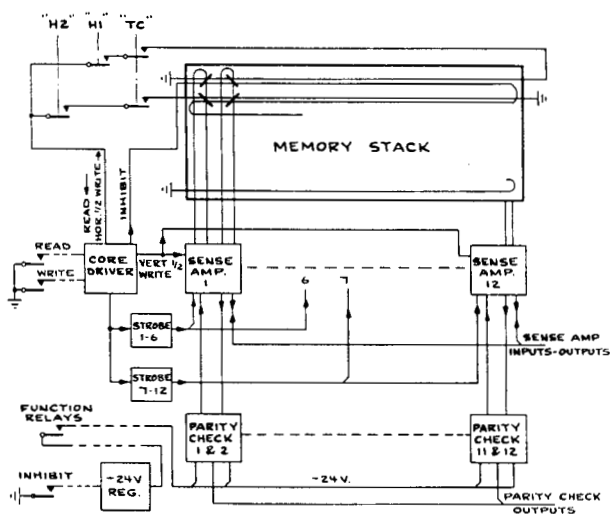 "H2" "H1" "TC"
MEMORY STACK
READ
HOR. 1/2 WRITE
INHIBIT
READ
WRITE
CORE
DRIVER
VERT 1/2
WRITE
SENSE
AMP.
1
SENSE
AMP.
12
6
7
STROBE
1-6
STROBE
7-12
SENSE AMP
INPUTS-OUTPUTS
FUNCTION
RELAYS
PARITY
CHECK
1 & 2
PARITY
CHECK
11 & 12
INHIBIT
-24V
REG.
-24V.
PARITY CHECK
OUTPUTS